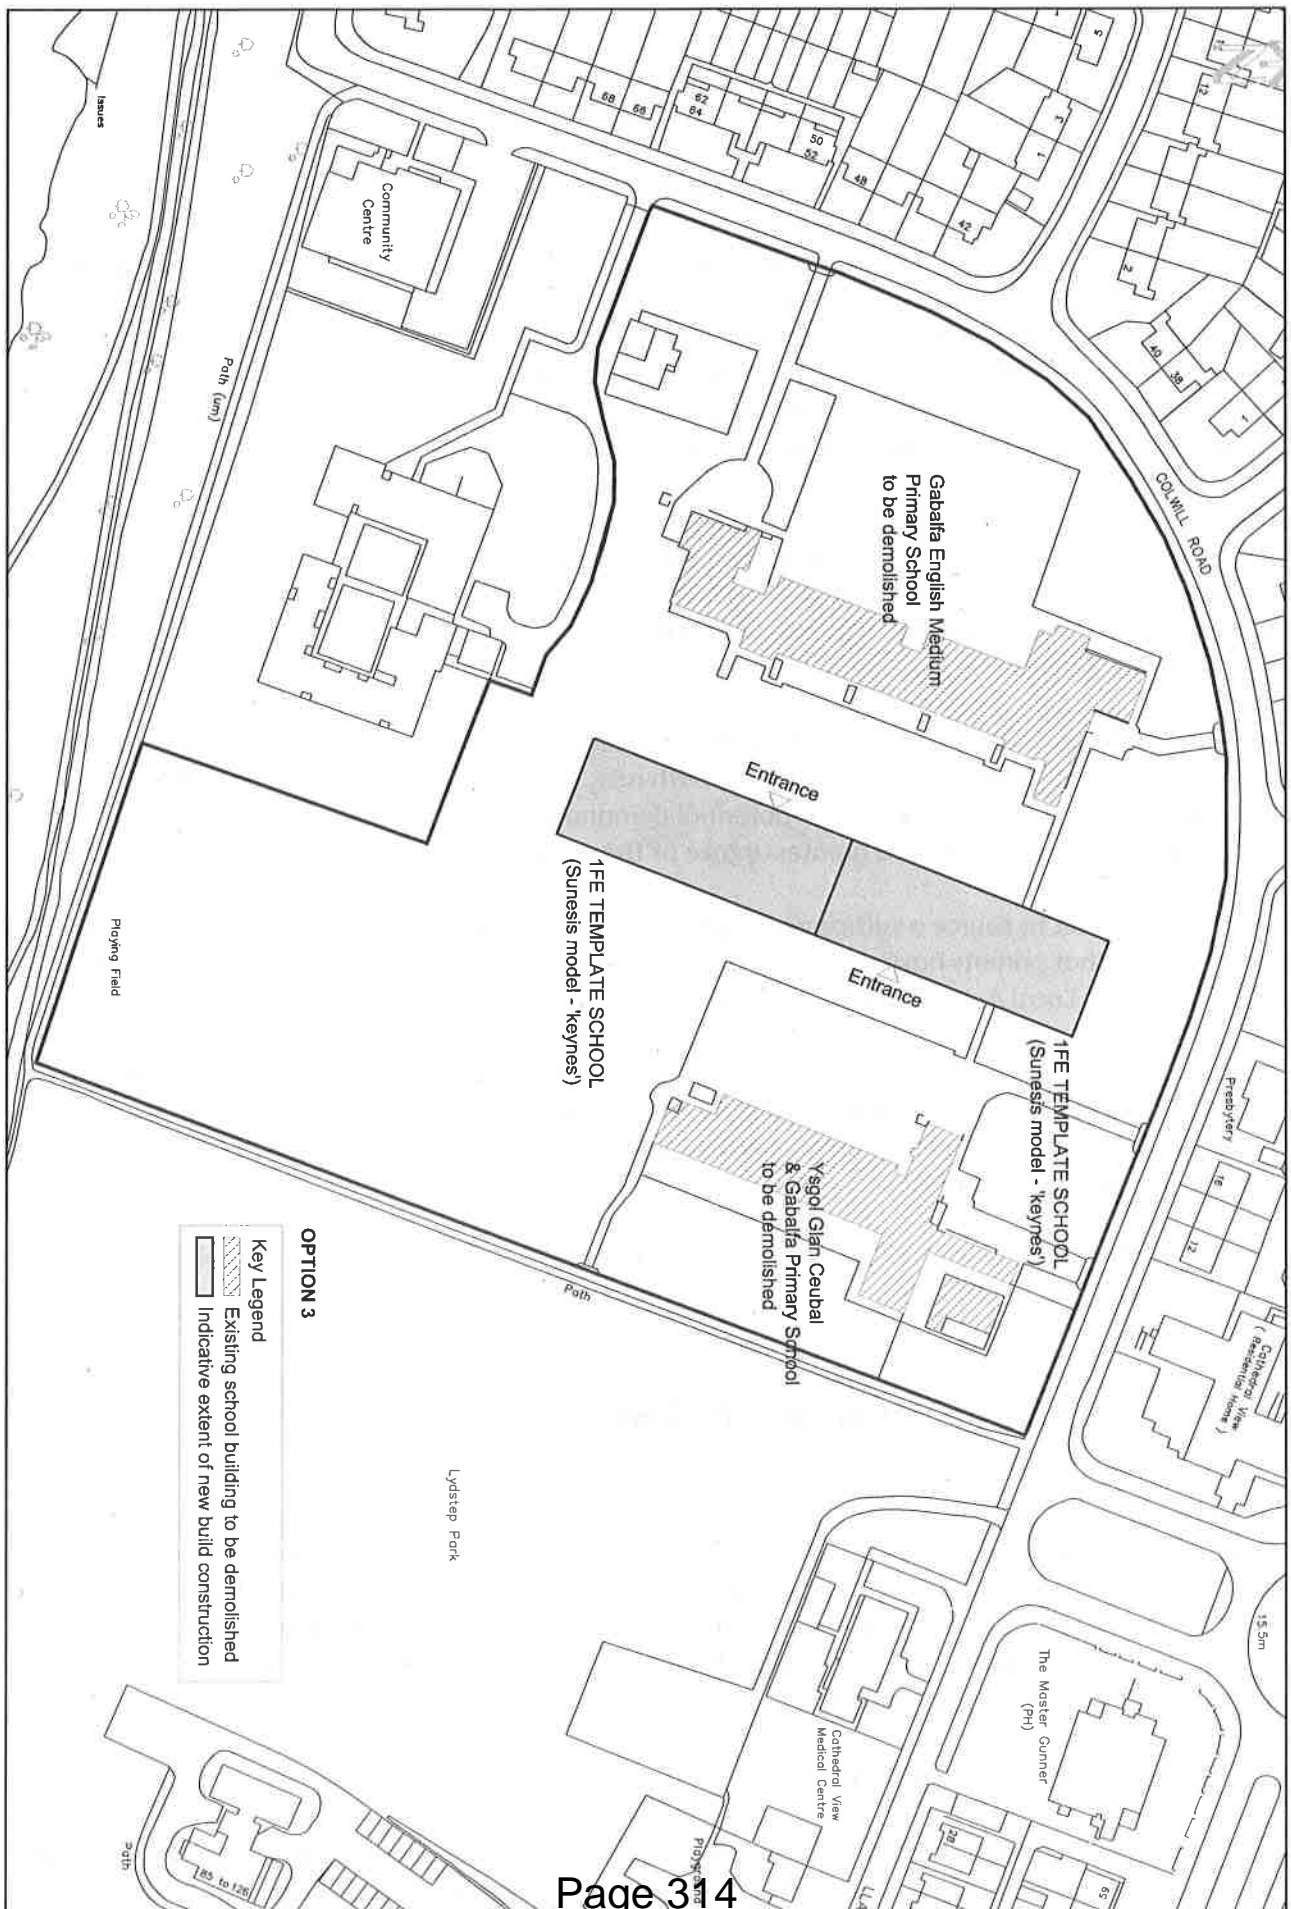 Issues
Community
Centre
Path (um)
68
66
62
64
50
52
48
42
3
1
5
12
2
40
38
1
COLWILL ROAD
Gabalfa English Medium
Primary School
to be demolished
Entrance
Entrance
1FE TEMPLATE SCHOOL
(Sunesis model - 'keynes')
1FE TEMPLATE SCHOOL
(Sunesis model - 'keynes')
Playing Field
Presbytery
16
12
Cathedral View
( Residential Home )
Ysgol Glan Ceubal
& Gabalfa Primary School
to be demolished
Path
OPTION 3
Key Legend
Existing school building to be demolished
Indicative extent of new build construction
Lydstep Park
15.5m
The Master Gunner
(PH)
Cathedral View
Medical Centre
28
59
Playground
Path
85 to 126
Page 314